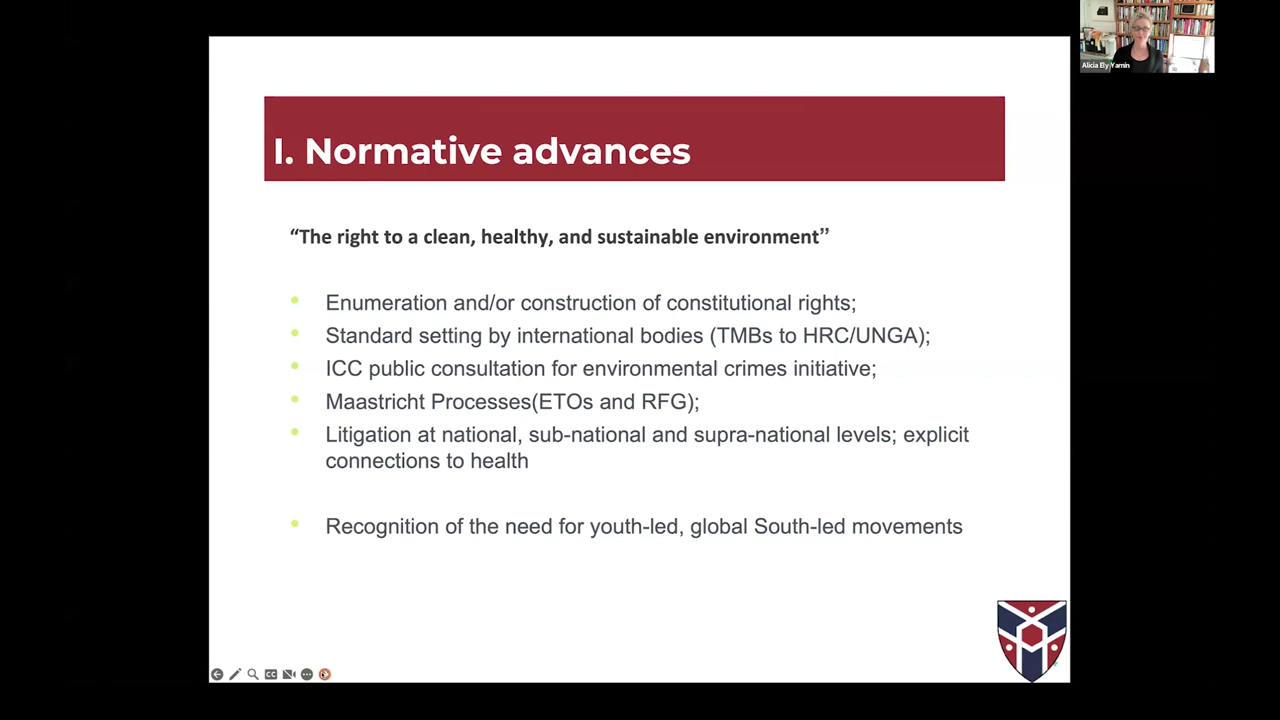 Alicia Ely Yamin
I. Normative advances
“The right to a clean, healthy, and sustainable environment”
Enumeration and/or construction of constitutional rights;
Standard setting by international bodies (TMBs to HRC/UNGA);
ICC public consultation for environmental crimes initiative;
Maastricht Processes(ETOs and RFG);
Litigation at national, sub-national and supra-national levels; explicit
connections to health
Recognition of the need for youth-led, global South-led movements
CC